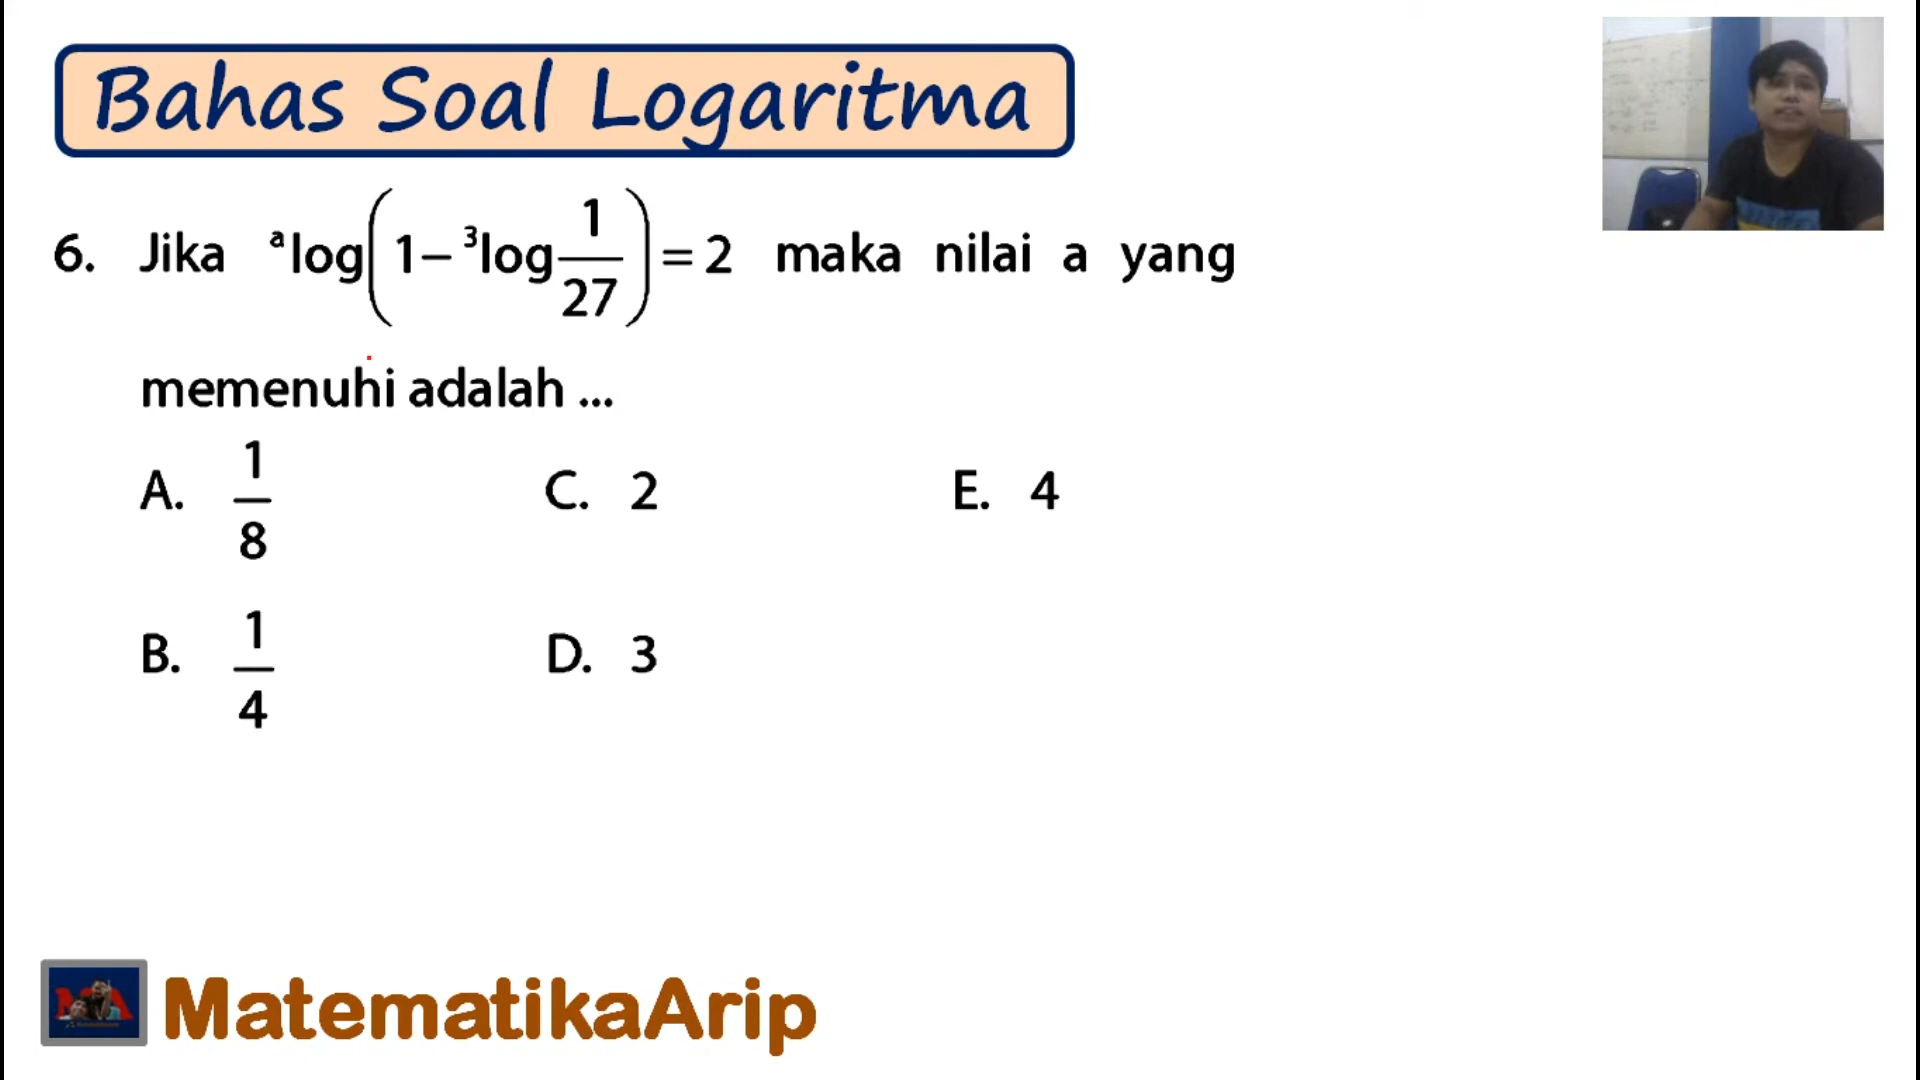 Bahas Soal Logaritma
6. Jika ᵃlog(1-³log 1/27)=2 maka nilai a yang
memenuhi adalah ...
A. 1/8 C. 2 E. 4
B. 1/4 D. 3
MatematikaArip